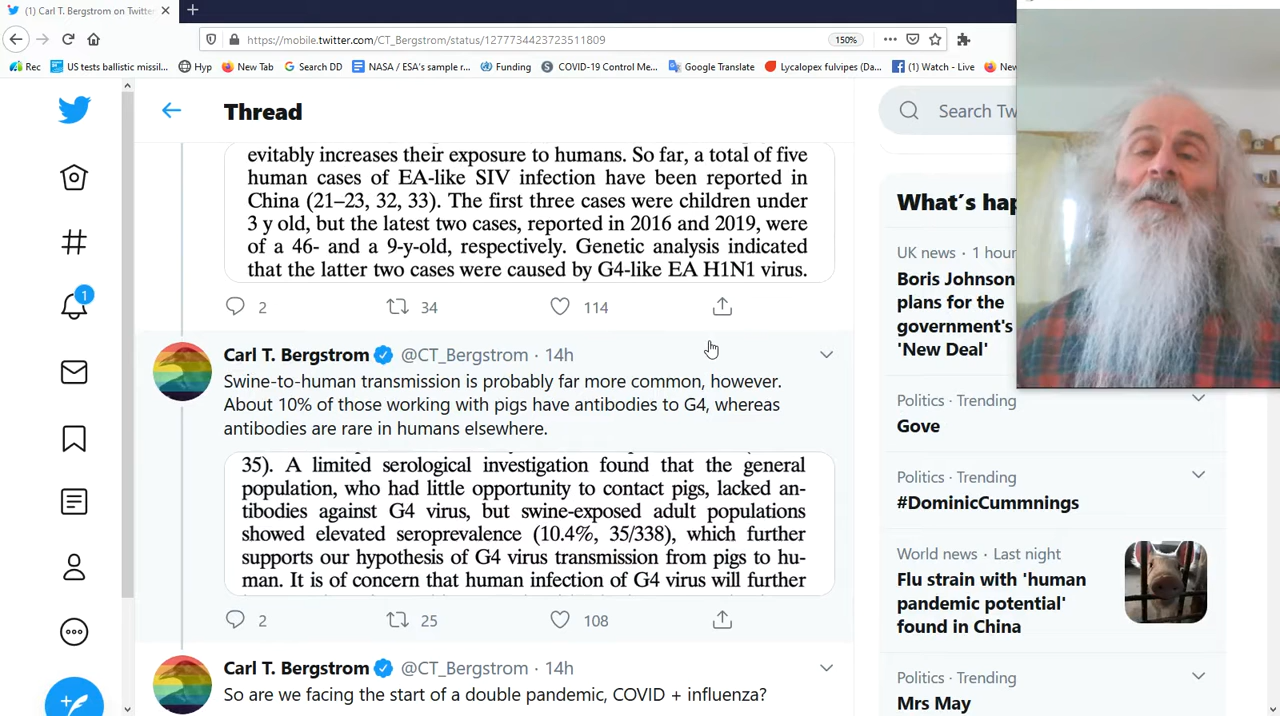 (1) Carl T. Bergstrom on Twitter
https://mobile.twitter.com/CT_Bergstrom/status/1277734423723511809
150%
Rec
US tests ballistic missil...
Hyp
New Tab
Search DD
NASA / ESA's sample r...
Funding
COVID-19 Control Me...
Google Translate
Lycalopex fulvipes (Da...
(1) Watch - Live
New
Thread
Search Tw
evitably increases their exposure to humans. So far, a total of five
human cases of EA-like SIV infection have been reported in
China (21–23, 32, 33). The first three cases were children under
3 y old, but the latest two cases, reported in 2016 and 2019, were
of a 46- and a 9-y-old, respectively. Genetic analysis indicated
that the latter two cases were caused by G4-like EA H1N1 virus.
2 34 114
1
Carl T. Bergstrom @CT_Bergstrom · 14h
Swine-to-human transmission is probably far more common, however.
About 10% of those working with pigs have antibodies to G4, whereas
antibodies are rare in humans elsewhere.
35). A limited serological investigation found that the general
population, who had little opportunity to contact pigs, lacked an-
tibodies against G4 virus, but swine-exposed adult populations
showed elevated seroprevalence (10.4%, 35/338), which further
supports our hypothesis of G4 virus transmission from pigs to hu-
man. It is of concern that human infection of G4 virus will further
2 25 108
Carl T. Bergstrom @CT_Bergstrom · 14h
So are we facing the start of a double pandemic, COVID + influenza?
What's hap
UK news · 1 hour
Boris Johnson
plans for the
government's
'New Deal'
Politics · Trending
Gove
Politics · Trending
#DominicCummnings
World news · Last night
Flu strain with 'human
pandemic potential'
found in China
Politics · Trending
Mrs May